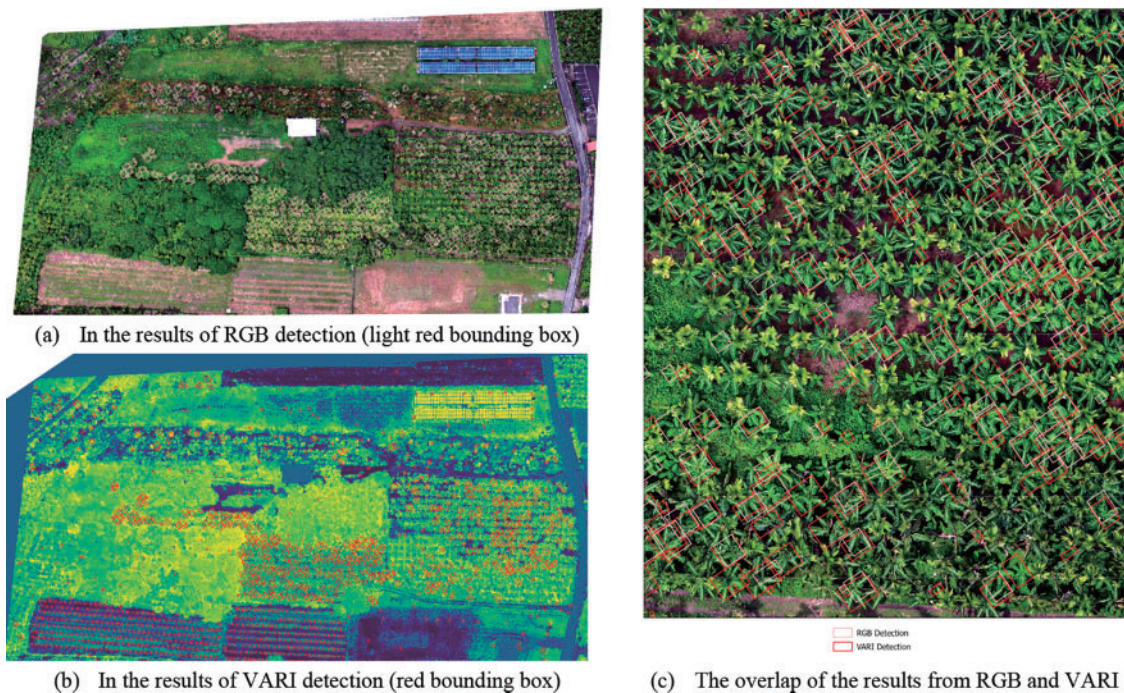 (a) In the results of RGB detection (light red bounding box)
(b) In the results of VARI detection (red bounding box)
RGB Detection
VARI Detection
(c) The overlap of the results from RGB and VARI